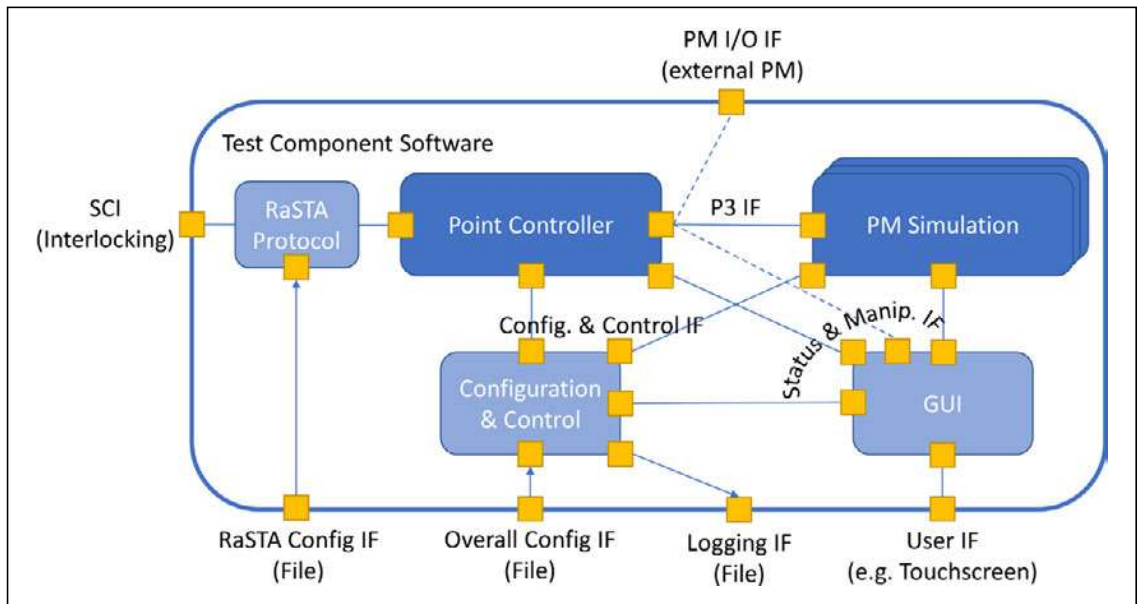 PM I/O IF
(external PM)
Test Component Software
SCI
(Interlocking)
RaSTA
Protocol
Point Controller
P3 IF
PM Simulation
Config. & Control IF
Status & Manip. IF
Configuration
& Control
GUI
RaSTA Config IF
(File)
Overall Config IF
(File)
Logging IF
(File)
User IF
(e.g. Touchscreen)